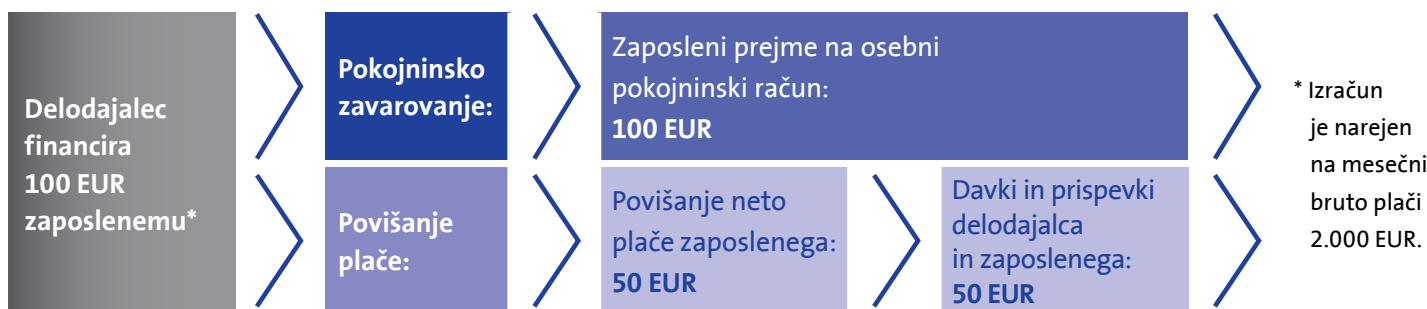 Delodajalec
financira
100 EUR
zaposlenemu*
Pokojninsko
zavarovanje:
Zaposleni prejme na osebni
pokojninski račun:
100 EUR
Povišanje
plače:
Povišanje neto
plače zaposlenega:
50 EUR
Davki in prispevki
delodajalca
in zaposlenega:
50 EUR
* Izračun
je narejen
na mesečni
bruto plači
2.000 EUR.